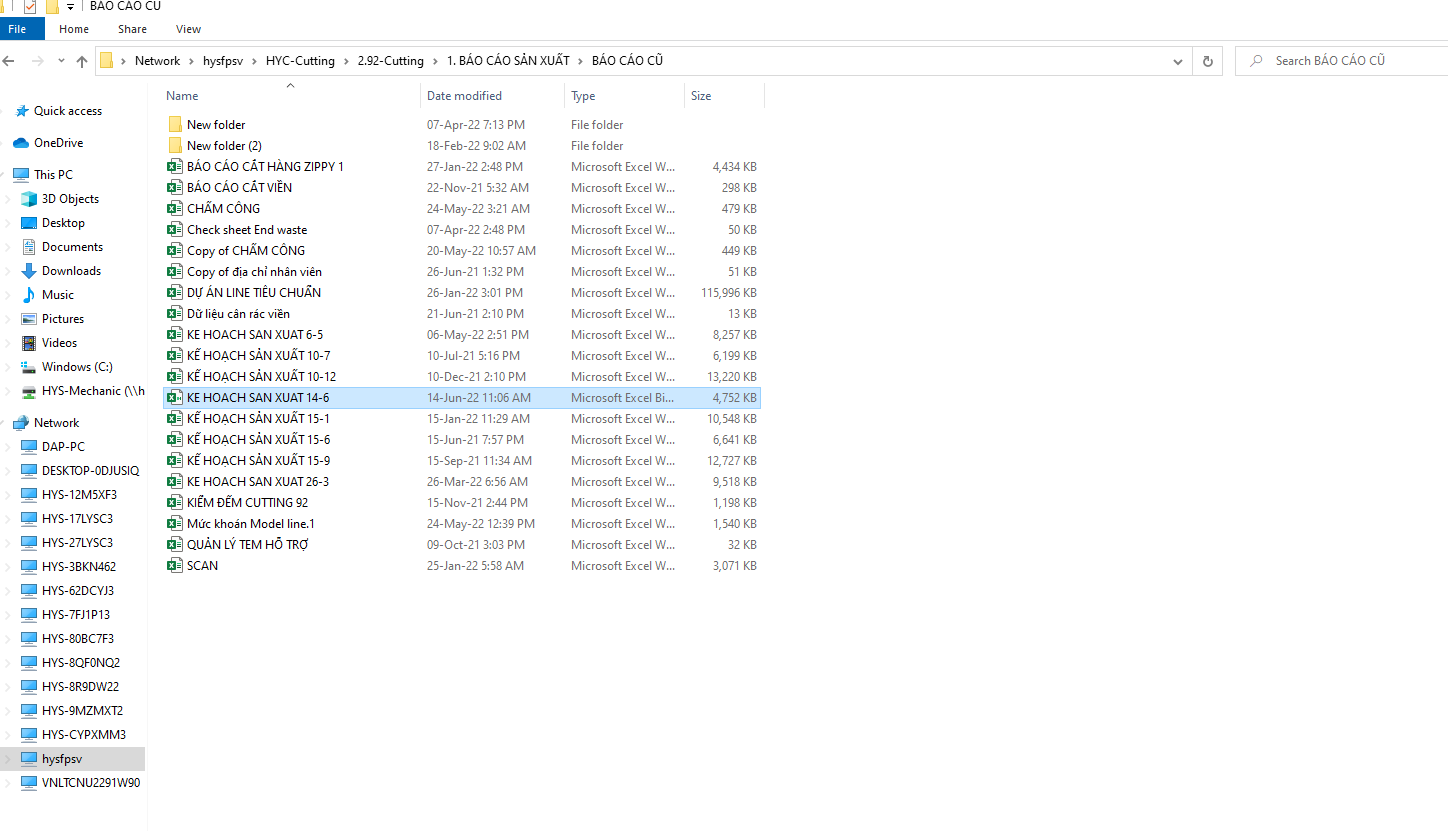 BÁO CÁO CŨ
File Home Share View
Network hysfpsv HYC-Cutting 2.92-Cutting 1. BÁO CÁO SẢN XUẤT BÁO CÁO CŨ
Search BÁO CÁO CŨ
Quick access
OneDrive
This PC
3D Objects
Desktop
Documents
Downloads
Music
Pictures
Videos
Windows (C:)
HYS-Mechanic (\\h
Network
DAP-PC
DESKTOP-0DJUSIQ
HYS-12M5XF3
HYS-17LYSC3
HYS-27LYSC3
HYS-3BKN462
HYS-62DCYJ3
HYS-7FJ1P13
HYS-80BC7F3
HYS-8QF0NQ2
HYS-8R9DW22
HYS-9MZMXT2
HYS-CYPXMM3
hysfpsv
VNLTCNU2291W90
Name Date modified Type Size
New folder 07-Apr-22 7:13 PM File folder
New folder (2) 18-Feb-22 9:02 AM File folder
BÁO CÁO CẮT HÀNG ZIPPY 1 27-Jan-22 2:48 PM Microsoft Excel W... 4,434 KB
BÁO CÁO CẮT VIỀN 22-Nov-21 5:32 AM Microsoft Excel W... 298 KB
CHẤM CÔNG 24-May-22 3:21 AM Microsoft Excel W... 479 KB
Check sheet End waste 07-Apr-22 2:48 PM Microsoft Excel W... 50 KB
Copy of CHẤM CÔNG 20-May-22 10:57 AM Microsoft Excel W... 449 KB
Copy of địa chỉ nhân viên 26-Jun-21 1:32 PM Microsoft Excel W... 51 KB
DỰ ÁN LINE TIÊU CHUẨN 26-Jan-22 3:01 PM Microsoft Excel W... 115,996 KB
Dữ liệu cân rác viền 21-Jun-21 2:10 PM Microsoft Excel W... 13 KB
KE HOACH SAN XUAT 6-5 06-May-22 2:51 PM Microsoft Excel W... 8,257 KB
KẾ HOẠCH SẢN XUẤT 10-7 10-Jul-21 5:16 PM Microsoft Excel W... 6,199 KB
KẾ HOẠCH SẢN XUẤT 10-12 10-Dec-21 2:10 PM Microsoft Excel W... 13,220 KB
KE HOACH SAN XUAT 14-6 14-Jun-22 11:06 AM Microsoft Excel Bi... 4,752 KB
KẾ HOẠCH SẢN XUẤT 15-1 15-Jan-22 11:29 AM Microsoft Excel W... 10,548 KB
KẾ HOẠCH SẢN XUẤT 15-6 15-Jun-21 7:57 PM Microsoft Excel W... 6,641 KB
KẾ HOẠCH SẢN XUẤT 15-9 15-Sep-21 11:34 AM Microsoft Excel W... 12,727 KB
KE HOACH SAN XUAT 26-3 26-Mar-22 6:56 AM Microsoft Excel W... 9,518 KB
KIỂM ĐẾM CUTTING 92 15-Nov-21 2:44 PM Microsoft Excel W... 1,198 KB
Mức khoán Model line.1 24-May-22 12:39 PM Microsoft Excel W... 1,540 KB
QUẢN LÝ TEM HỖ TRỢ 09-Oct-21 3:03 PM Microsoft Excel W... 32 KB
SCAN 25-Jan-22 5:58 AM Microsoft Excel W... 3,071 KB